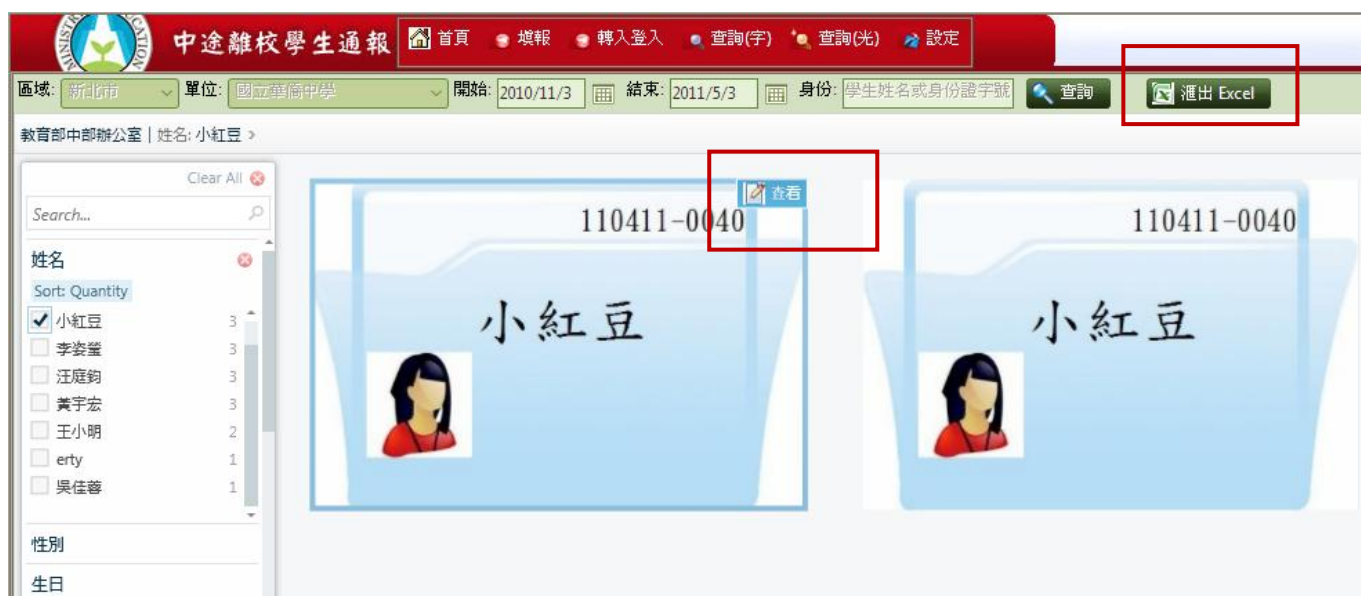 中途離校學生通報 首頁 填報 轉入登入 查詢(字) 查詢(光) 設定
區域: 新北市 單位: 國立華僑中學 開始: 2010/11/3 結束: 2011/5/3 身份: 學生姓名或身份證字號 查詢 滙出 Excel
教育部中部辦公室 | 姓名: 小紅豆 >
Clear All
Search...
姓名
Sort: Quantity
小紅豆 3
李姿瑩 3
汪庭鈞 3
黃宇宏 3
王小明 2
erty 1
吳佳蓉 1
性別
生日
查看
110411-0040
小紅豆
110411-0040
小紅豆